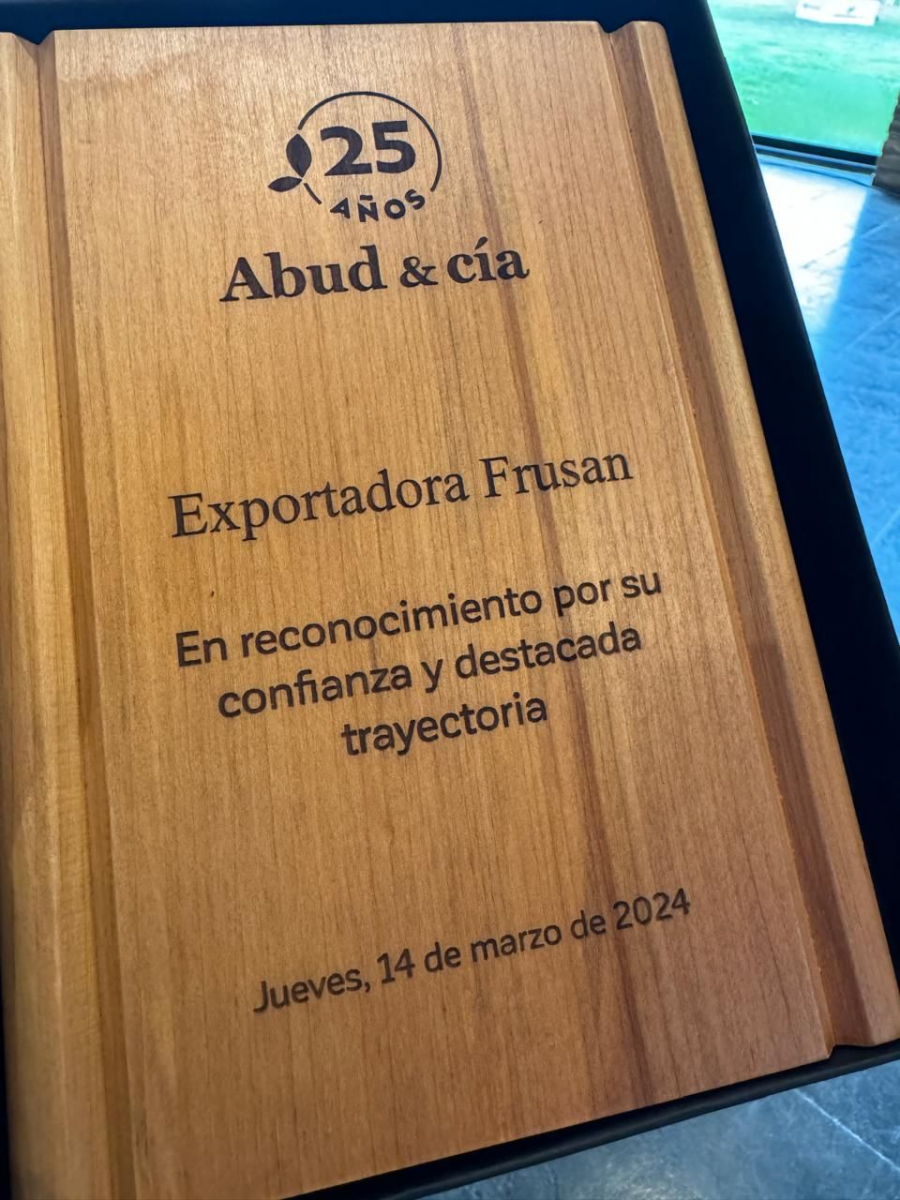 25
AÑOS
Abud & cía
Exportadora Frusan
En reconocimiento por su
confianza y destacada
trayectoria
Jueves, 14 de marzo de 2024